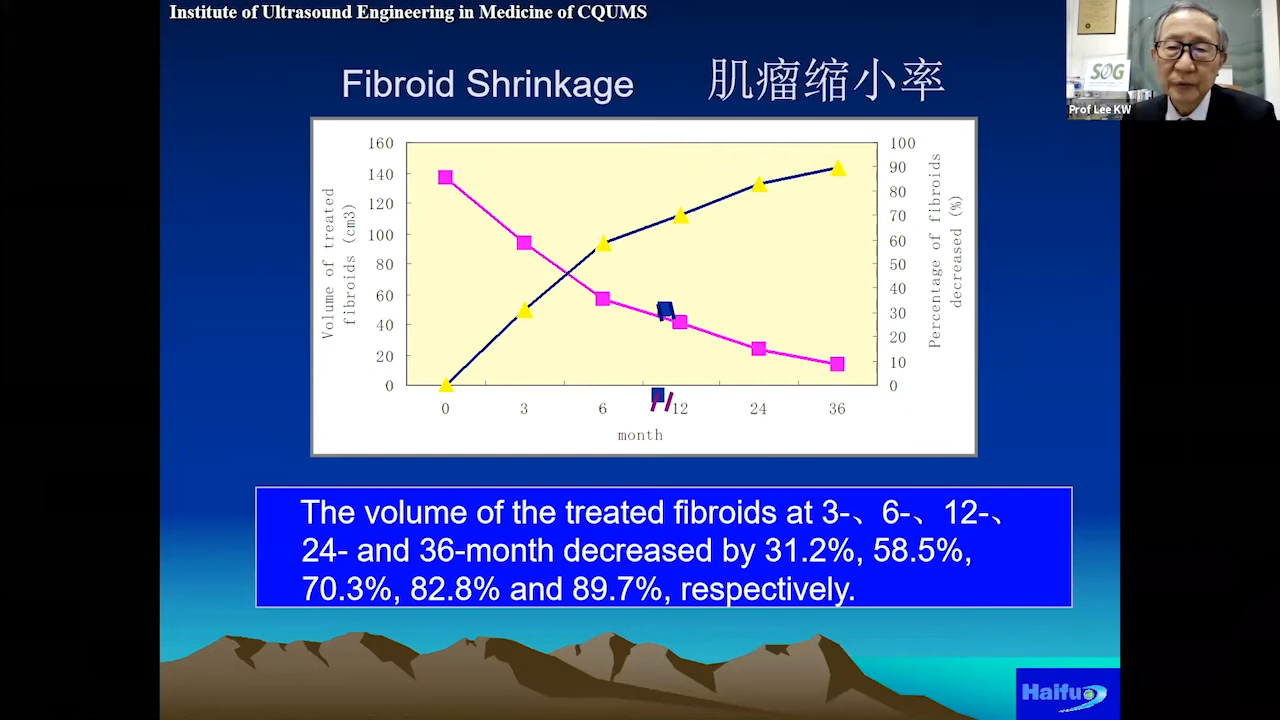 Institute of Ultrasound Engineering in Medicine of CQUMS
Fibroid Shrinkage 肌瘤缩小率
SOG
Prof Lee KW
Volume of treated
fibroids (cm3)
160
140
120
100
80
60
40
20
0
100
90
80
70
60
50
40
30
20
10
0
Percentage of fibroids
decreased (%)
0 3 6 12 24 36
month
The volume of the treated fibroids at 3-、6-、12-、
24- and 36-month decreased by 31.2%, 58.5%,
70.3%, 82.8% and 89.7%, respectively.
Haifu